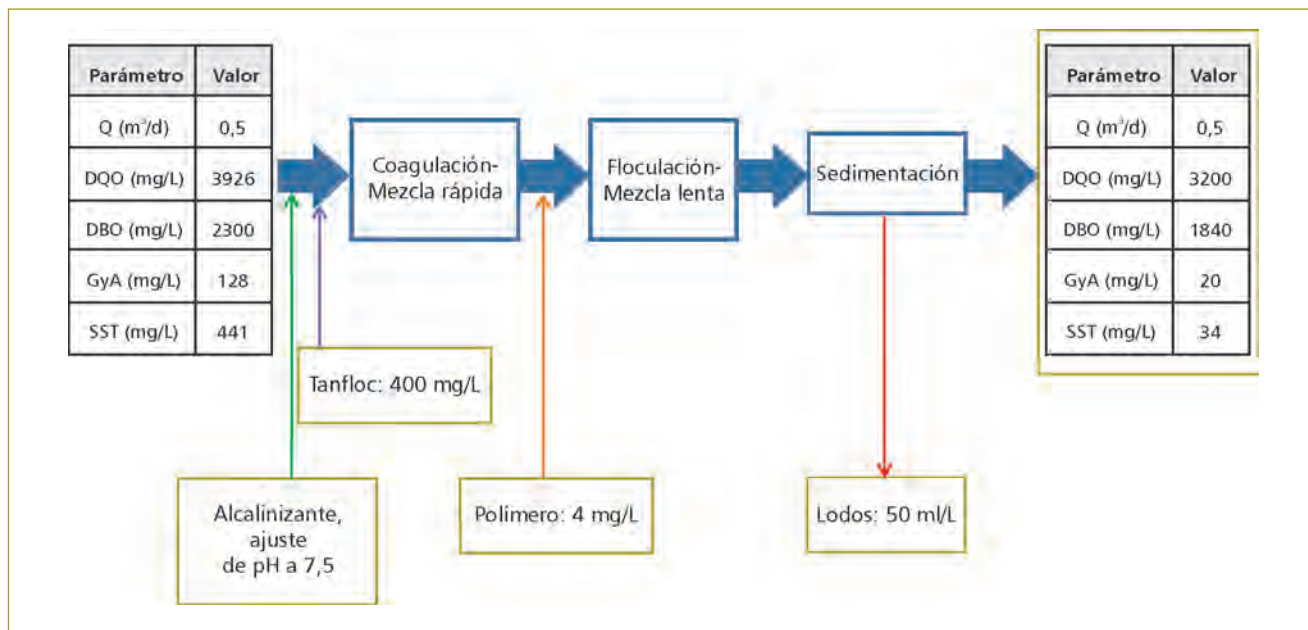 Parámetro Valor
Q (m³/d) 0,5
DQO (mg/L) 3926
DBO (mg/L) 2300
GyA (mg/L) 128
SST (mg/L) 441
Coagulación-
Mezcla rápida
Floculación-
Mezcla lenta
Sedimentación
Parámetro Valor
Q (m³/d) 0,5
DQO (mg/L) 3200
DBO (mg/L) 1840
GyA (mg/L) 20
SST (mg/L) 34
Tanfloc: 400 mg/L
Alcalinizante,
ajuste
de pH a 7,5
Polímero: 4 mg/L
Lodos: 50 ml/L